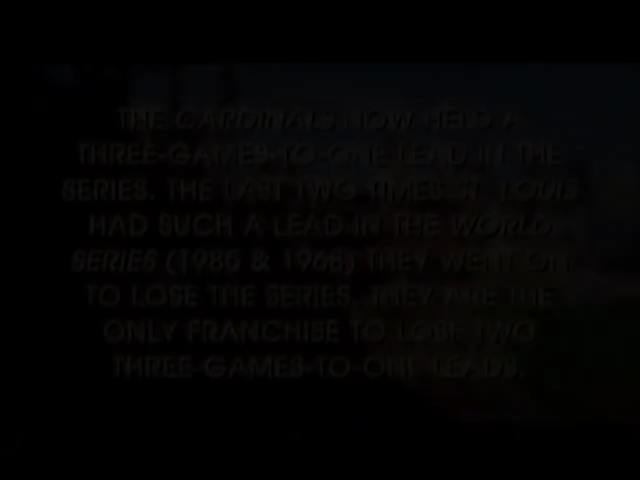 THE CARDINALS NOW HELD A
THREE-GAMES-TO-ONE LEAD IN THE
SERIES. THE LAST TWO TIMES ST. LOUIS
HAD SUCH A LEAD IN THE WORLD
SERIES (1985 & 1968) THEY WENT ON
TO LOSE THE SERIES. THEY ARE THE
ONLY FRANCHISE TO LOSE TWO
THREE-GAMES-TO-ONE LEADS.